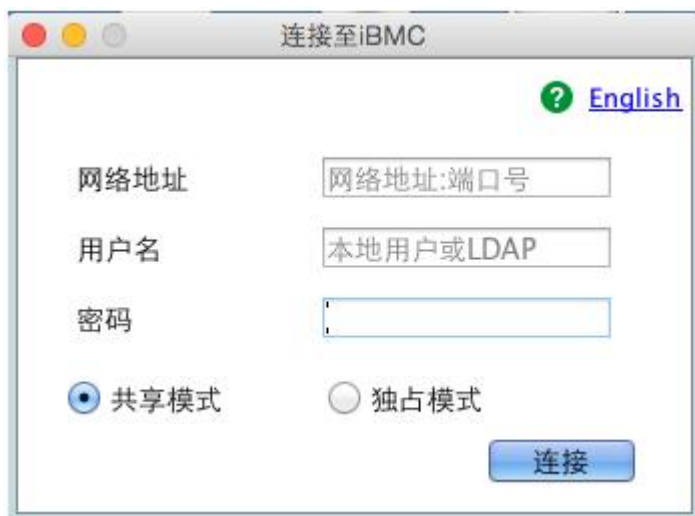 连接至iBMC
? English
网络地址 网络地址:端口号
用户名 本地用户或LDAP
密码
共享模式 独占模式
连接